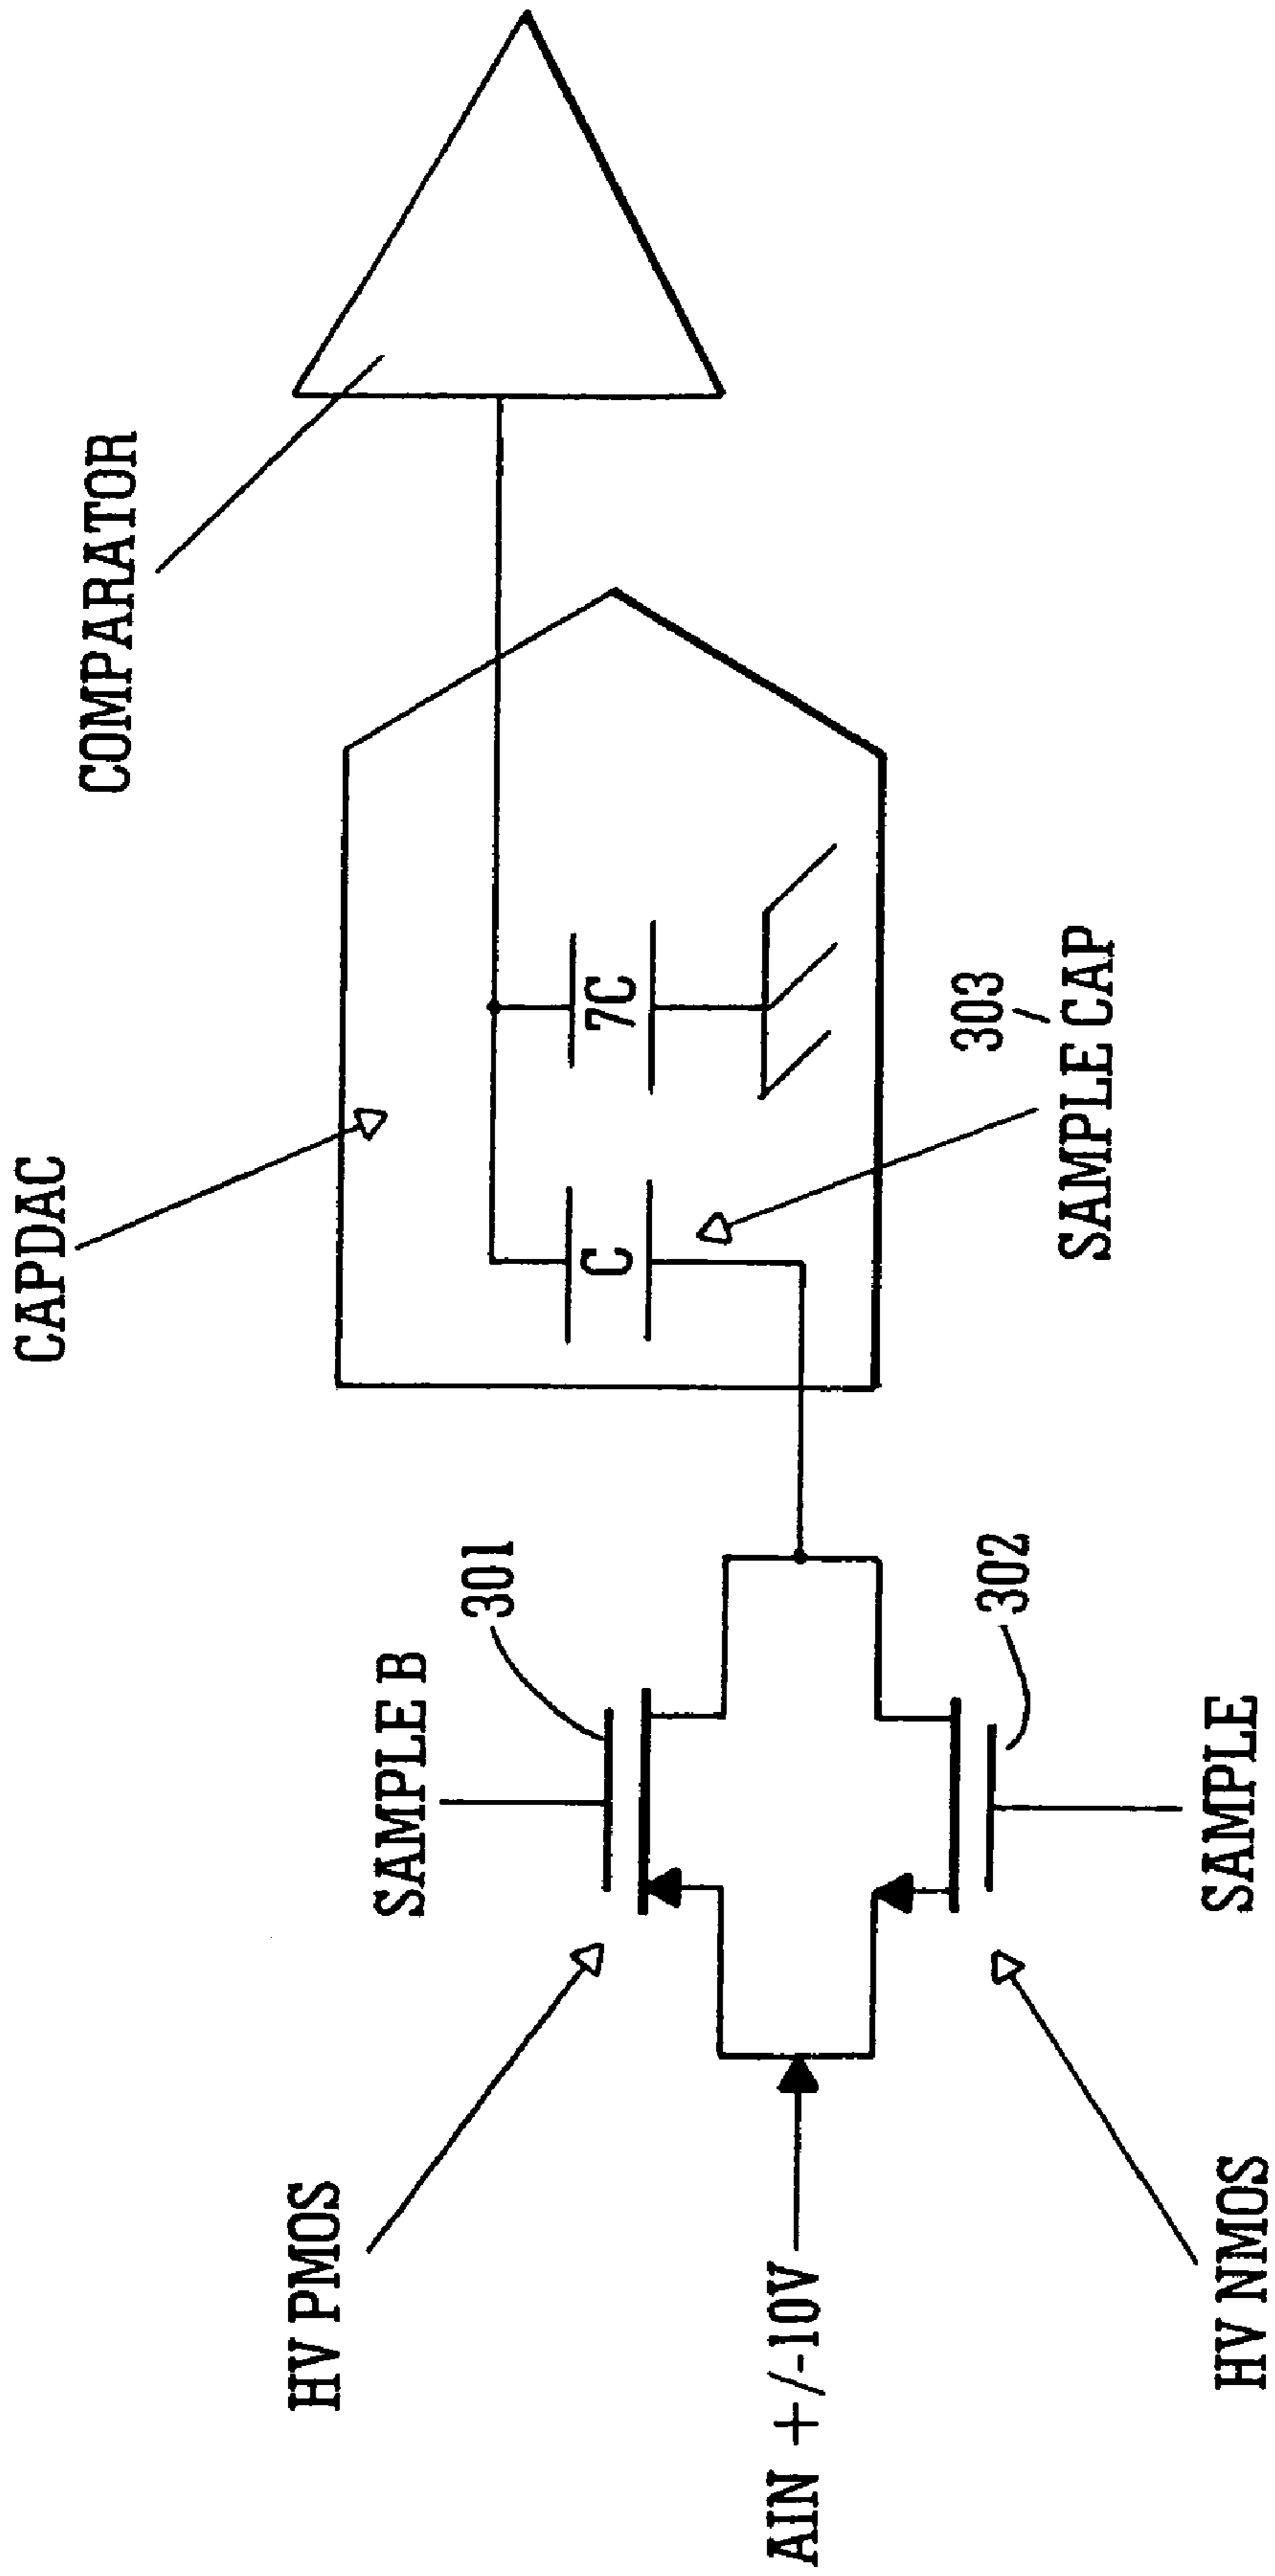 CAPDAC
COMPARATOR
SAMPLE B
301
HV PMOS
C
7C
AIN +/-10V
303
SAMPLE CAP
302
SAMPLE
HV NMOS